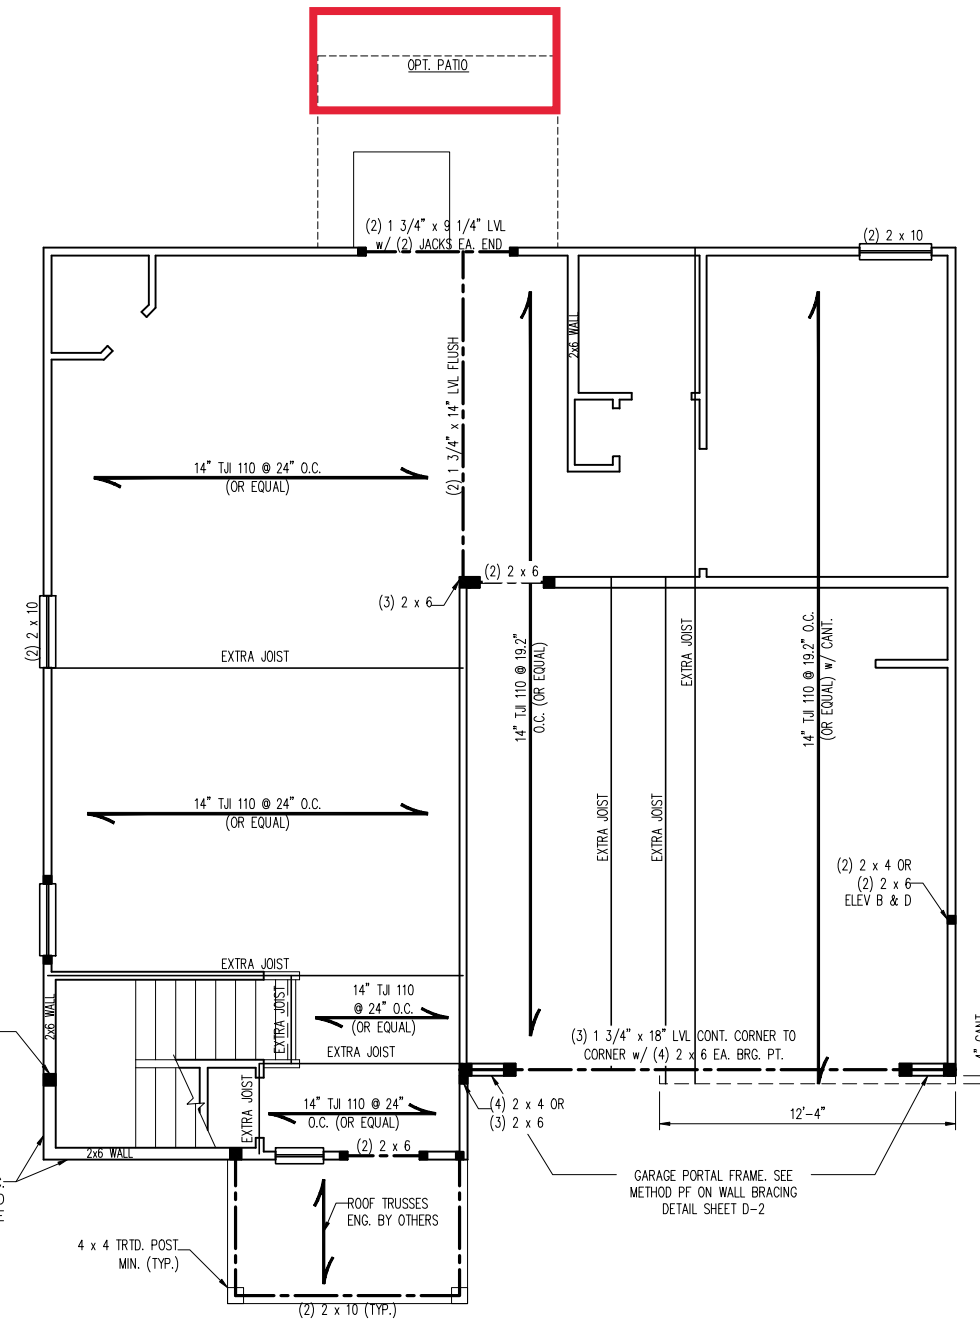 OPT. PATIO
(2) 1 3/4" x 9 1/4" LVL
w/ (2) JACKS EA. END
(2) 2 x 10
2x6 WALL
(2) 1 3/4" x 14" LVL FLUSH
14" TJI 110 @ 24" O.C.
(OR EQUAL)
(2) 2 x 6
(3) 2 x 6
(2) 2 x 10
EXTRA JOIST
14" TJI 110 @ 19.2"
O.C. (OR EQUAL)
EXTRA JOIST
14" TJI 110 @ 19.2" O.C.
(OR EQUAL) w/ CANT.
14" TJI 110 @ 24" O.C.
(OR EQUAL)
EXTRA JOIST
EXTRA JOIST
(2) 2 x 4 OR
(2) 2 x 6
ELEV B & D
EXTRA JOIST
2x6 WALL
EXTRA JOIST
14" TJI 110
@ 24" O.C.
(OR EQUAL)
EXTRA JOIST
(3) 1 3/4" x 18" LVL CONT. CORNER TO
CORNER w/ (4) 2 x 6 EA. BRG. PT.
4" CANT.
EXTRA JOIST
14" TJI 110 @ 24"
O.C. (OR EQUAL)
(4) 2 x 4 OR
(3) 2 x 6
12'-4"
2x6 WALL
(2) 2 x 6
GARAGE PORTAL FRAME. SEE
METHOD PF ON WALL BRACING
DETAIL SHEET D-2
ROOF TRUSSES
ENG. BY OTHERS
4 x 4 TRTD. POST
MIN. (TYP.)
(2) 2 x 10 (TYP.)